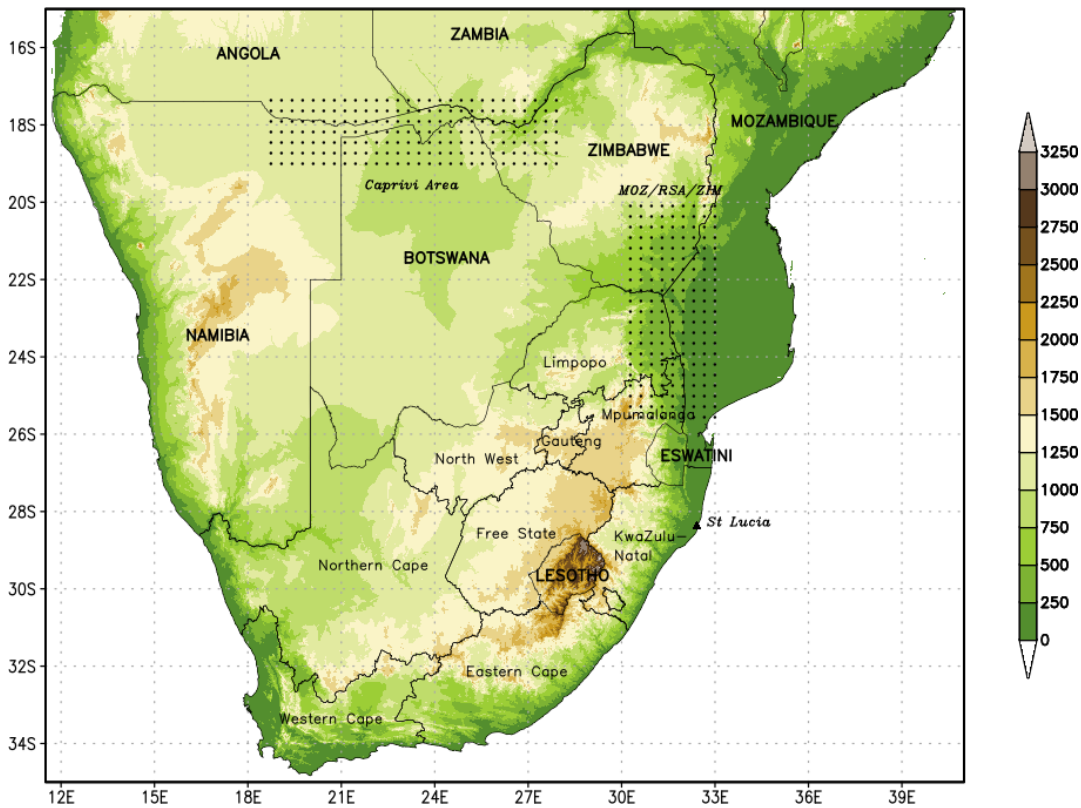 16S
ANGOLA
ZAMBIA
18S
MOZAMBIQUE
ZIMBABWE
Caprivi Area
MOZ/RSA/ZIM
20S
22S
BOTSWANA
24S
NAMIBIA
Limpopo
Mpumalanga
26S
Gauteng
North West
ESWATINI
28S
St Lucia
Free State
KwaZulu-
Natal
Northern Cape
LESOTHO
30S
32S
Eastern Cape
Western Cape
34S
12E 15E 18E 21E 24E 27E 30E 33E 36E 39E
3250
3000
2750
2500
2250
2000
1750
1500
1250
1000
750
500
250
0